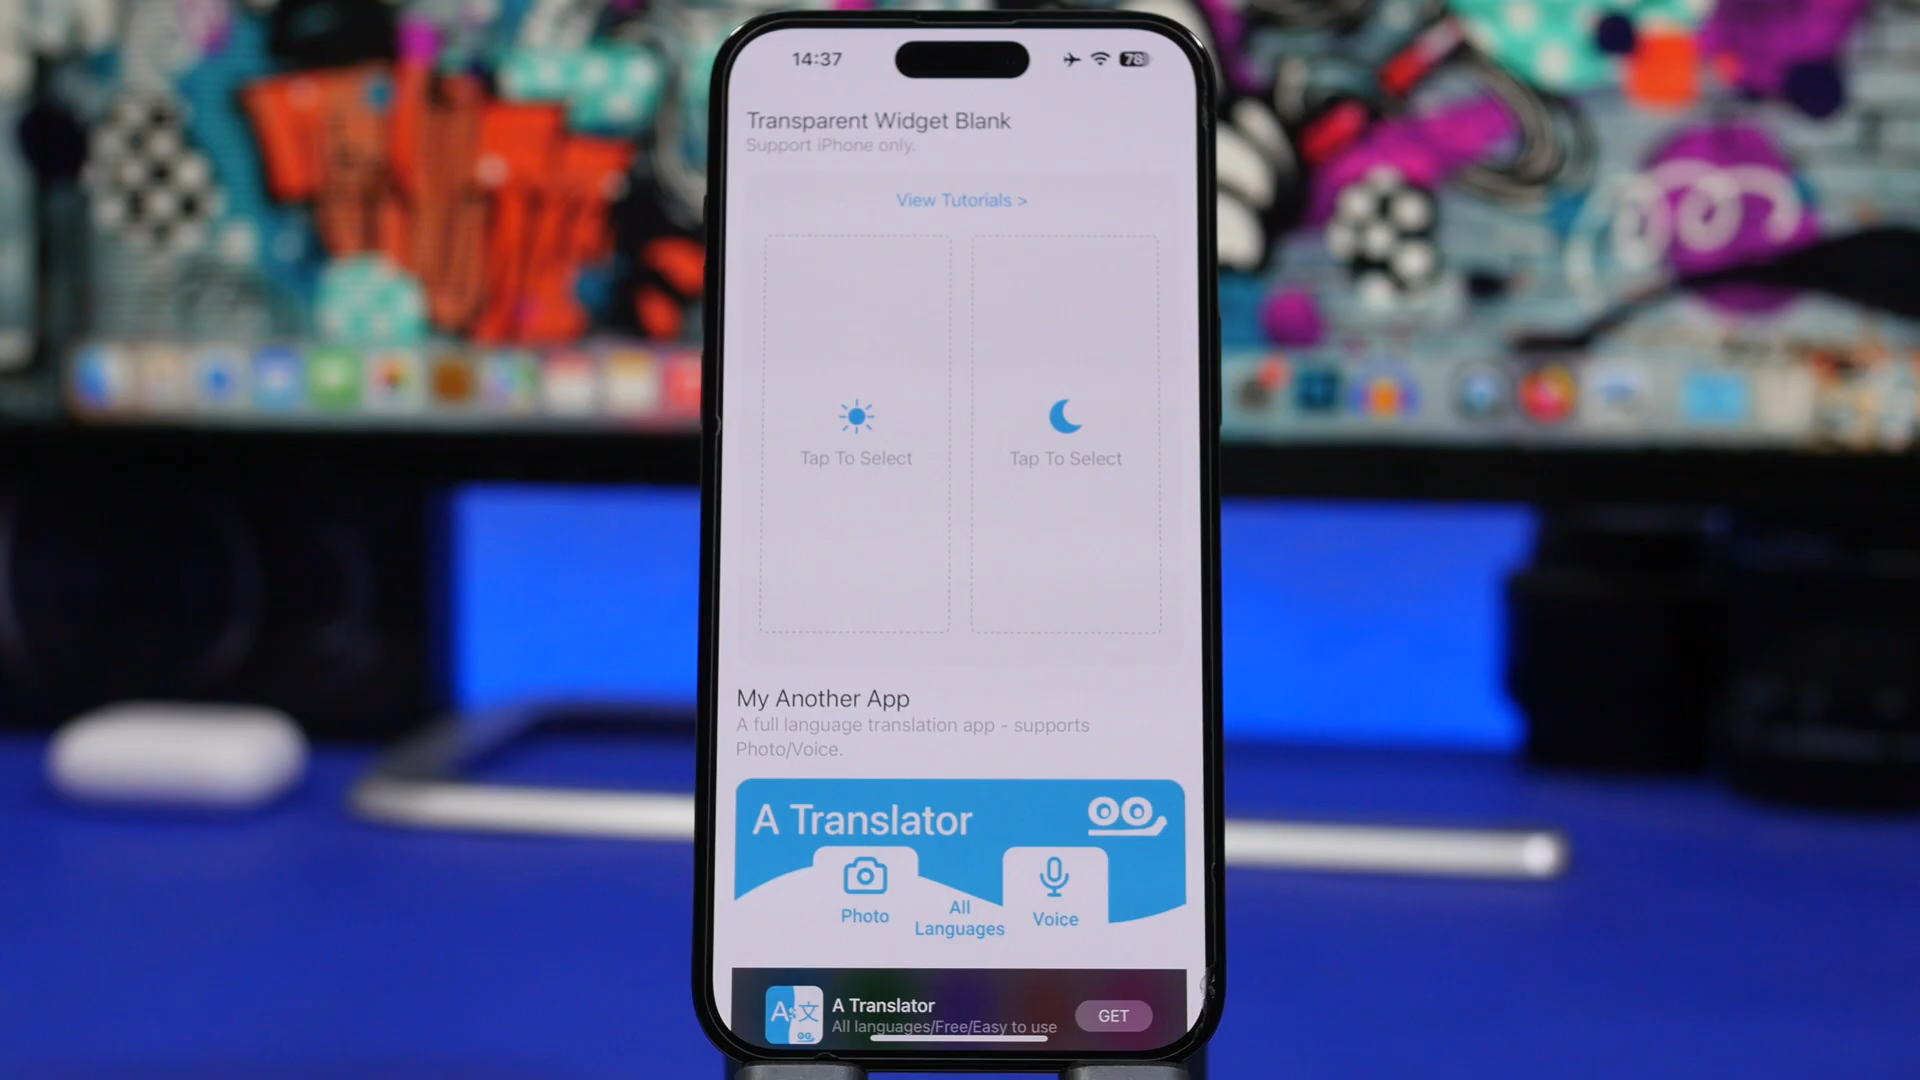 14:37
78
Transparent Widget Blank
Support iPhone only.
View Tutorials >
Tap To Select
Tap To Select
My Another App
A full language translation app - supports
Photo/Voice.
A Translator
Photo
All
Languages
Voice
A文
A Translator
All languages/Free/Easy to use
GET